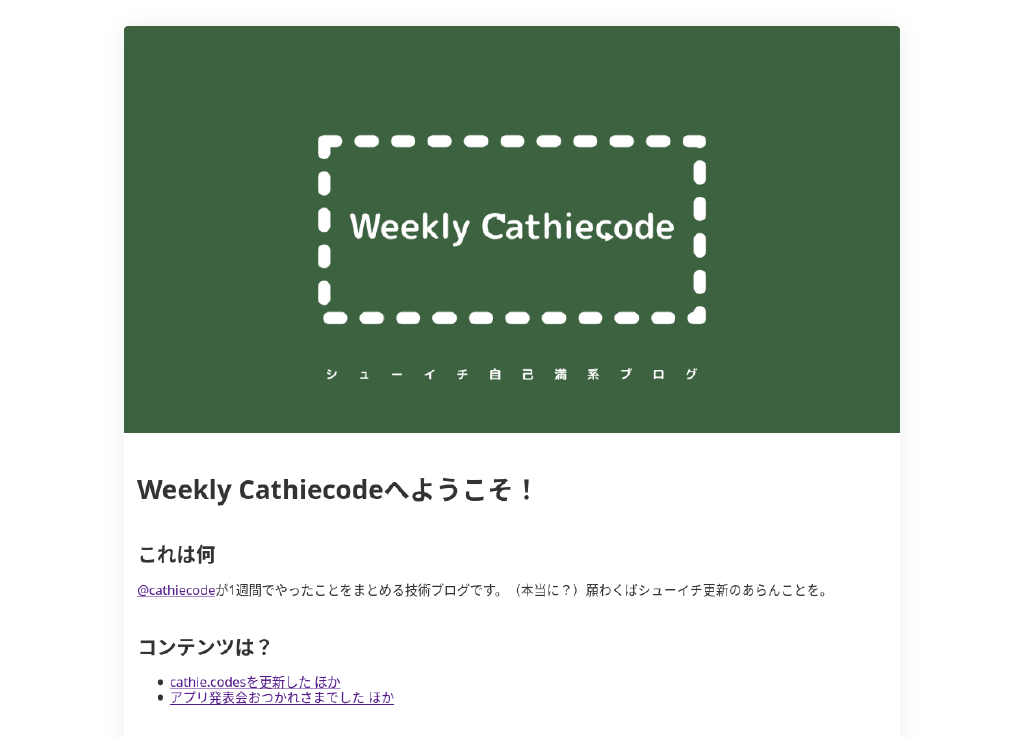 Weekly Cathiecode
シューイチ自己満系ブログ
Weekly Cathiecodeへようこそ！
これは何
@cathiecodeが1週間でやったことをまとめる技術ブログです。（本当に？）願わくばシューイチ更新のあらんことを。
コンテンツは？
cathie.codesを更新した ほか
アプリ発表会おつかれさまでした ほか